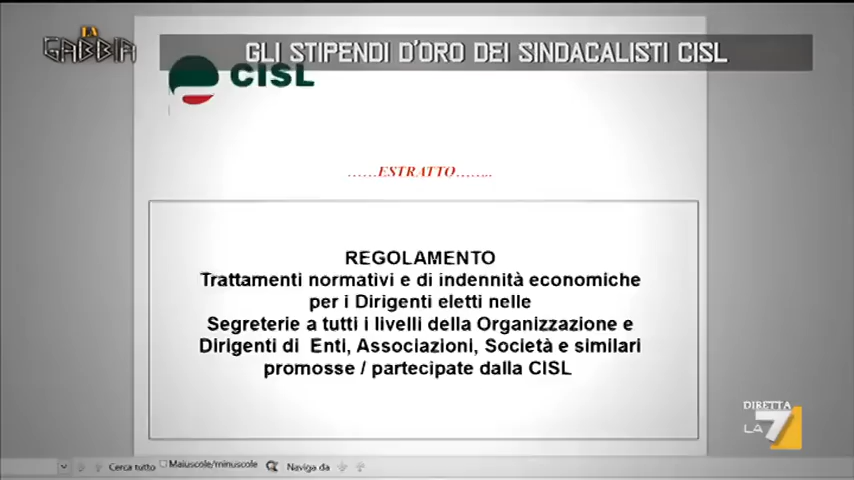 LA GABBIA
GLI STIPENDI D'ORO DEI SINDACALISTI CISL
CISL
......ESTRATTO........
REGOLAMENTO
Trattamenti normativi e di indennità economiche
per i Dirigenti eletti nelle
Segreterie a tutti i livelli della Organizzazione e
Dirigenti di Enti, Associazioni, Società e similari
promosse / partecipate dalla CISL
DIRETTA
LA 7
Cerca tutto Maiuscole/minuscole Naviga da